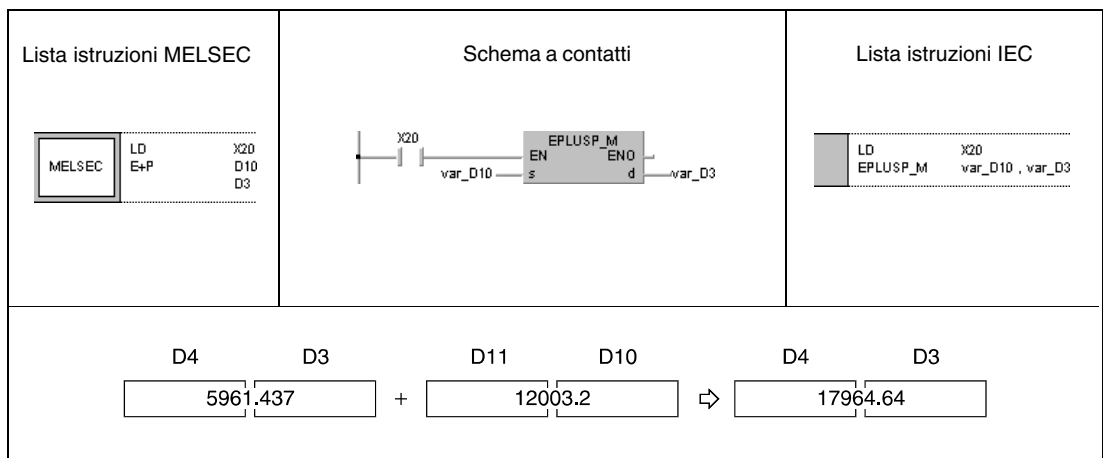 Lista istruzioni MELSEC
MELSEC
LD X20
E+P D10
D3
Schema a contatti
X20
EPLUSP_M
EN ENO
var_D10 s d var_D3
Lista istruzioni IEC
LD X20
EPLUSP_M var_D10 , var_D3
D4 D3 D11 D10 D4 D3
5961.437 + 12003.2 ⇨ 17964.64